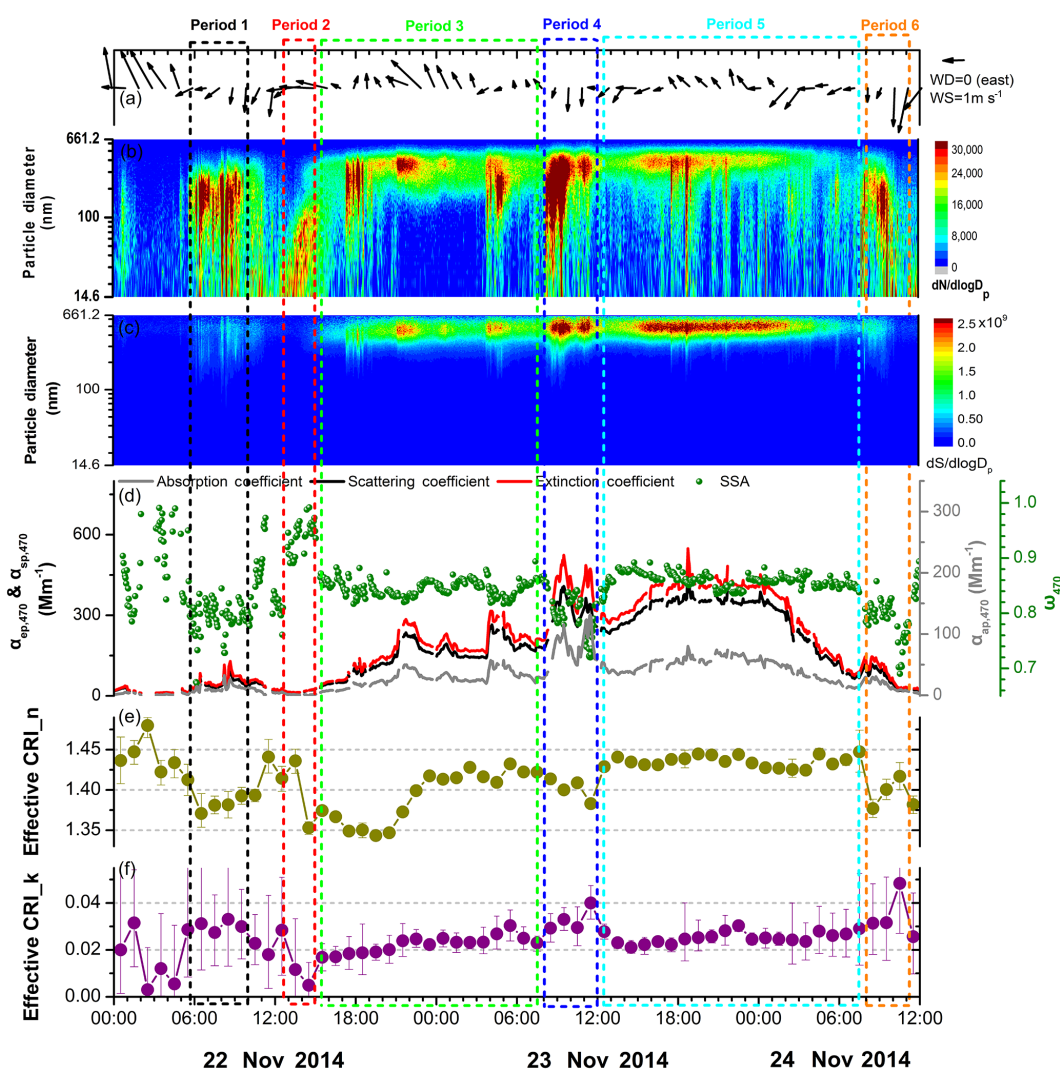 Period 1
Period 2
Period 3
Period 4
Period 5
Period 6
(a)
WD=0 (east)
WS=1m s⁻¹
(b)
661.2
100
14.6
Particle diameter
(nm)
30,000
24,000
16,000
8,000
0
dN/dlogDₚ
(c)
661.2
100
14.6
Particle diameter
(nm)
2.5x10⁹
2.0
1.5
1.0
0.50
0.0
dS/dlogDₚ
(d)
Absorption coefficient
Scattering coefficient
Extinction coefficient
SSA
600
300
0
α ep,470 & α sp,470
(Mm⁻¹)
300
200
100
0
α ap,470 (Mm⁻¹)
1.0
0.9
0.8
0.7
ω 470
(e)
1.45
1.40
1.35
Effective CRI_n
(f)
0.04
0.02
0.00
Effective CRI_k
00:00 06:00 12:00 18:00 00:00 06:00 12:00 18:00 00:00 06:00 12:00
22 Nov 2014 23 Nov 2014 24 Nov 2014